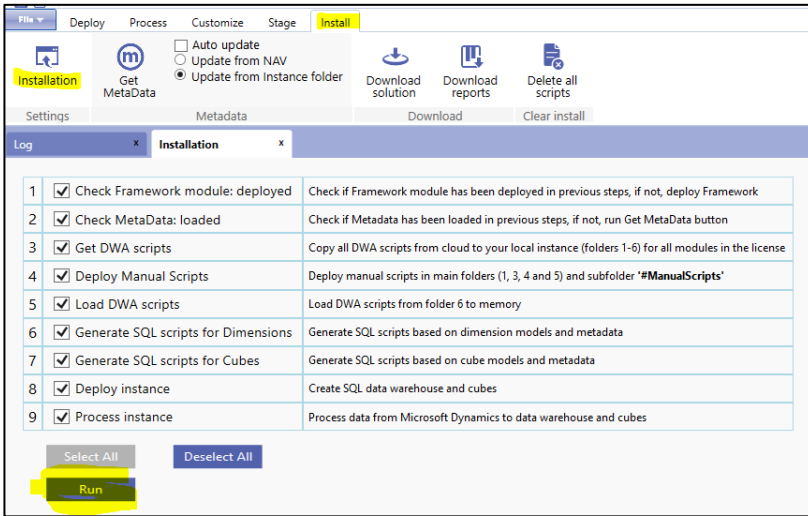 File
Deploy Process Customize Stage Install
Installation
Get MetaData
Auto update
Update from NAV
Update from Instance folder
Download solution
Download reports
Delete all scripts
Settings Metadata Download Clear install
Log x Installation x
1 Check Framework module: deployed Check if Framework module has been deployed in previous steps, if not, deploy Framework
2 Check MetaData: loaded Check if Metadata has been loaded in previous steps, if not, run Get MetaData button
3 Get DWA scripts Copy all DWA scripts from cloud to your local instance (folders 1-6) for all modules in the license
4 Deploy Manual Scripts Deploy manual scripts in main folders (1, 3, 4 and 5) and subfolder '#ManualScripts'
5 Load DWA scripts Load DWA scripts from folder 6 to memory
6 Generate SQL scripts for Dimensions Generate SQL scripts based on dimension models and metadata
7 Generate SQL scripts for Cubes Generate SQL scripts based on cube models and metadata
8 Deploy instance Create SQL data warehouse and cubes
9 Process instance Process data from Microsoft Dynamics to data warehouse and cubes
Select All Deselect All
Run